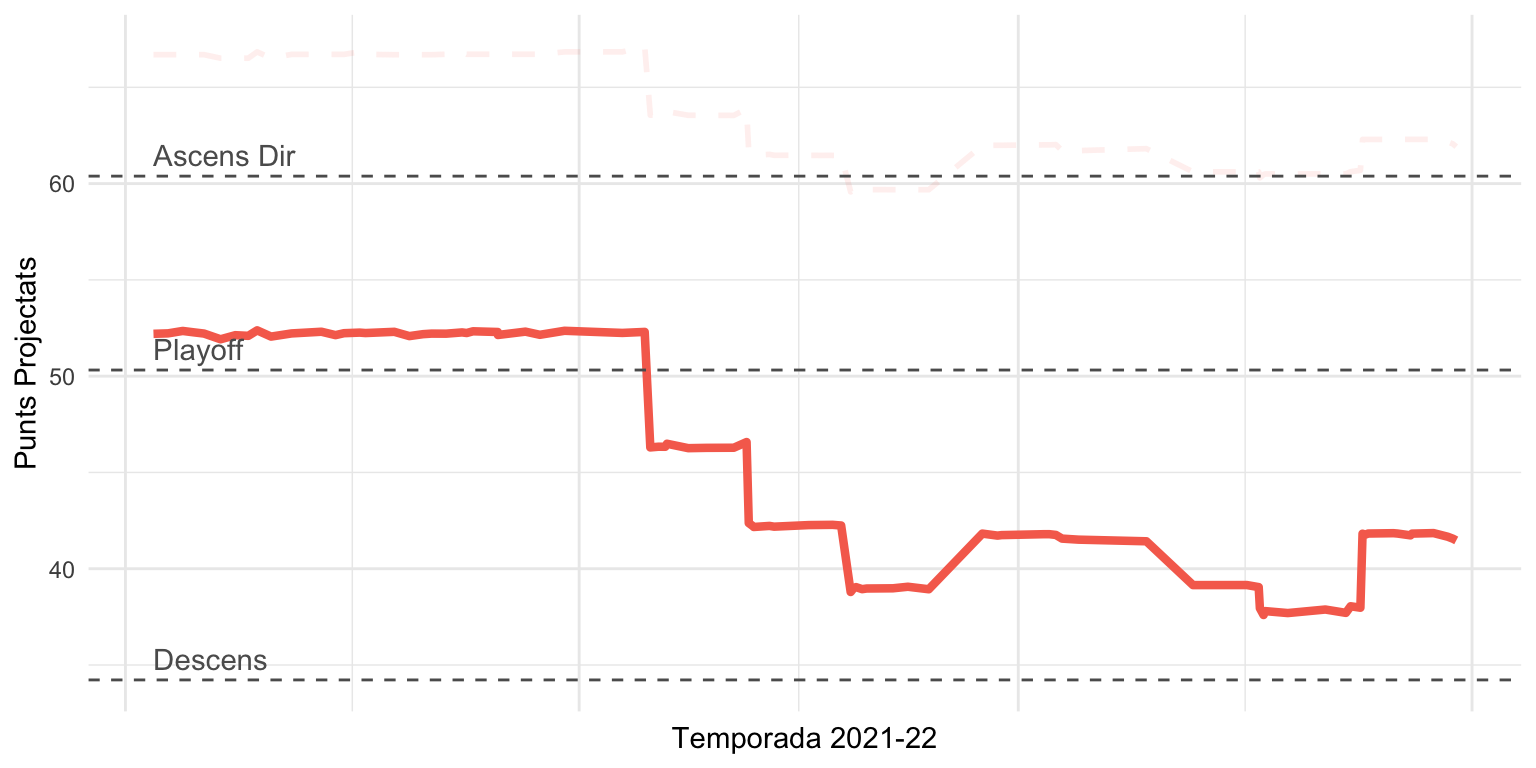 Ascens Dir
60
Playoff
50
Punts Projectats
40
Descens
Temporada 2021-22